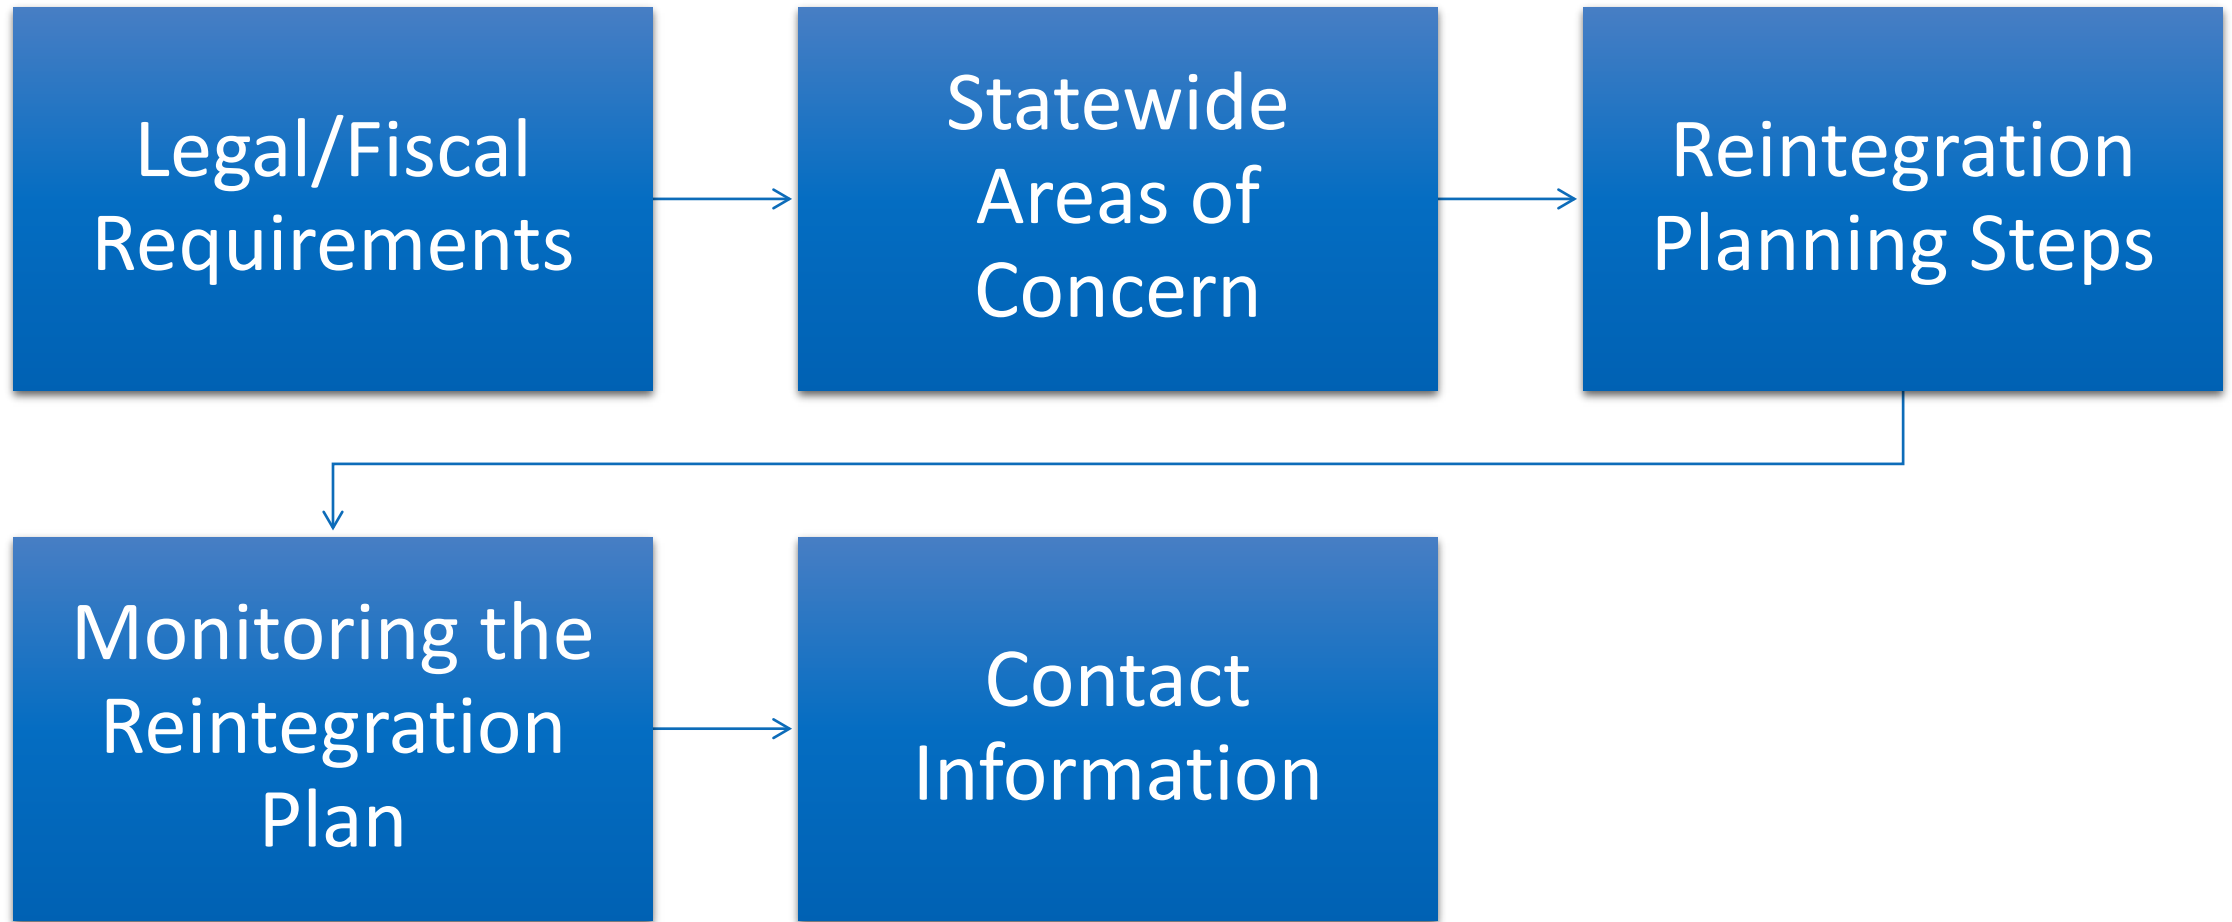 Legal/Fiscal
Requirements
Statewide
Areas of
Concern
Reintegration
Planning Steps
Monitoring the
Reintegration
Plan
Contact
Information